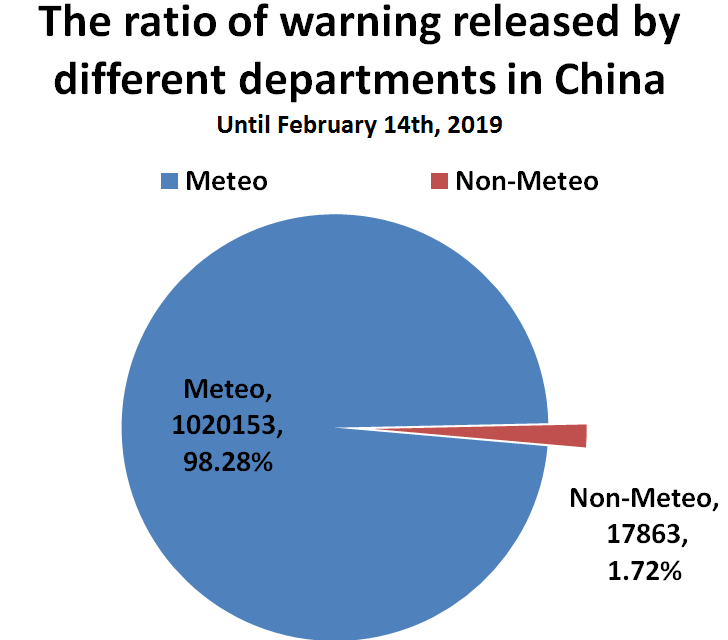 The ratio of warning released by
different departments in China
Until February 14th, 2019
Meteo
Non-Meteo
Meteo,
1020153,
98.28%
Non-Meteo,
17863,
1.72%